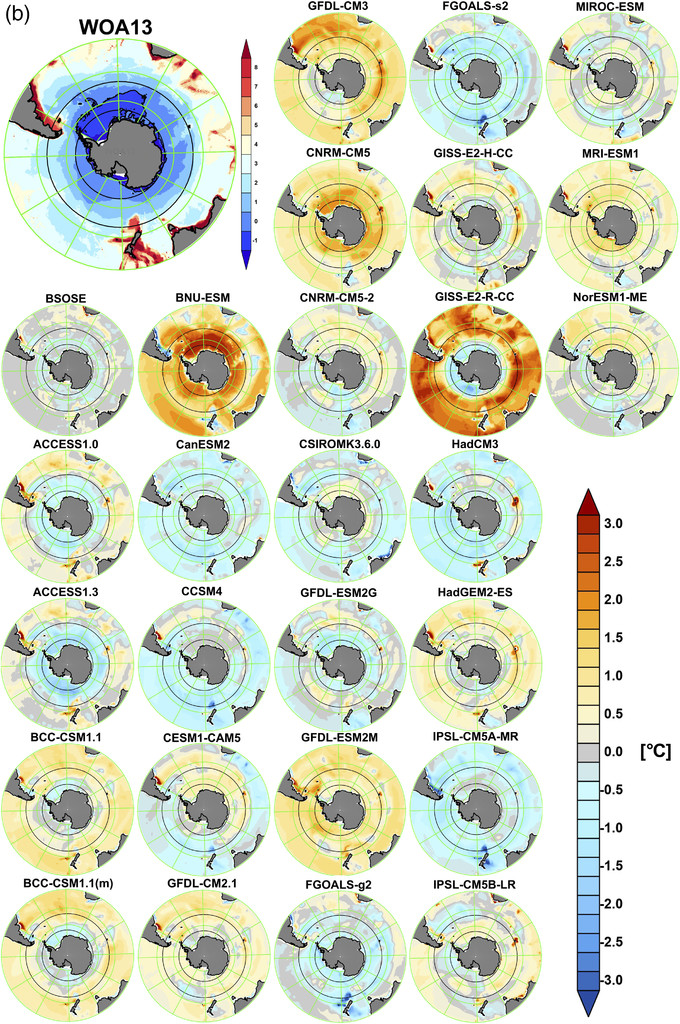 (b)
WOA13
8
7
6
5
4
3
2
1
0
-1
GFDL-CM3 FGOALS-s2 MIROC-ESM
CNRM-CM5 GISS-E2-H-CC MRI-ESM1
BSOSE BNU-ESM CNRM-CM5-2 GISS-E2-R-CC NorESM1-ME
ACCESS1.0 CanESM2 CSIROMK3.6.0 HadCM3
ACCESS1.3 CCSM4 GFDL-ESM2G HadGEM2-ES
BCC-CSM1.1 CESM1-CAM5 GFDL-ESM2M IPSL-CM5A-MR
BCC-CSM1.1(m) GFDL-CM2.1 FGOALS-g2 IPSL-CM5B-LR
3.0
2.5
2.0
1.5
1.0
0.5
0.0
-0.5
-1.0
-1.5
-2.0
-2.5
-3.0
[°C]